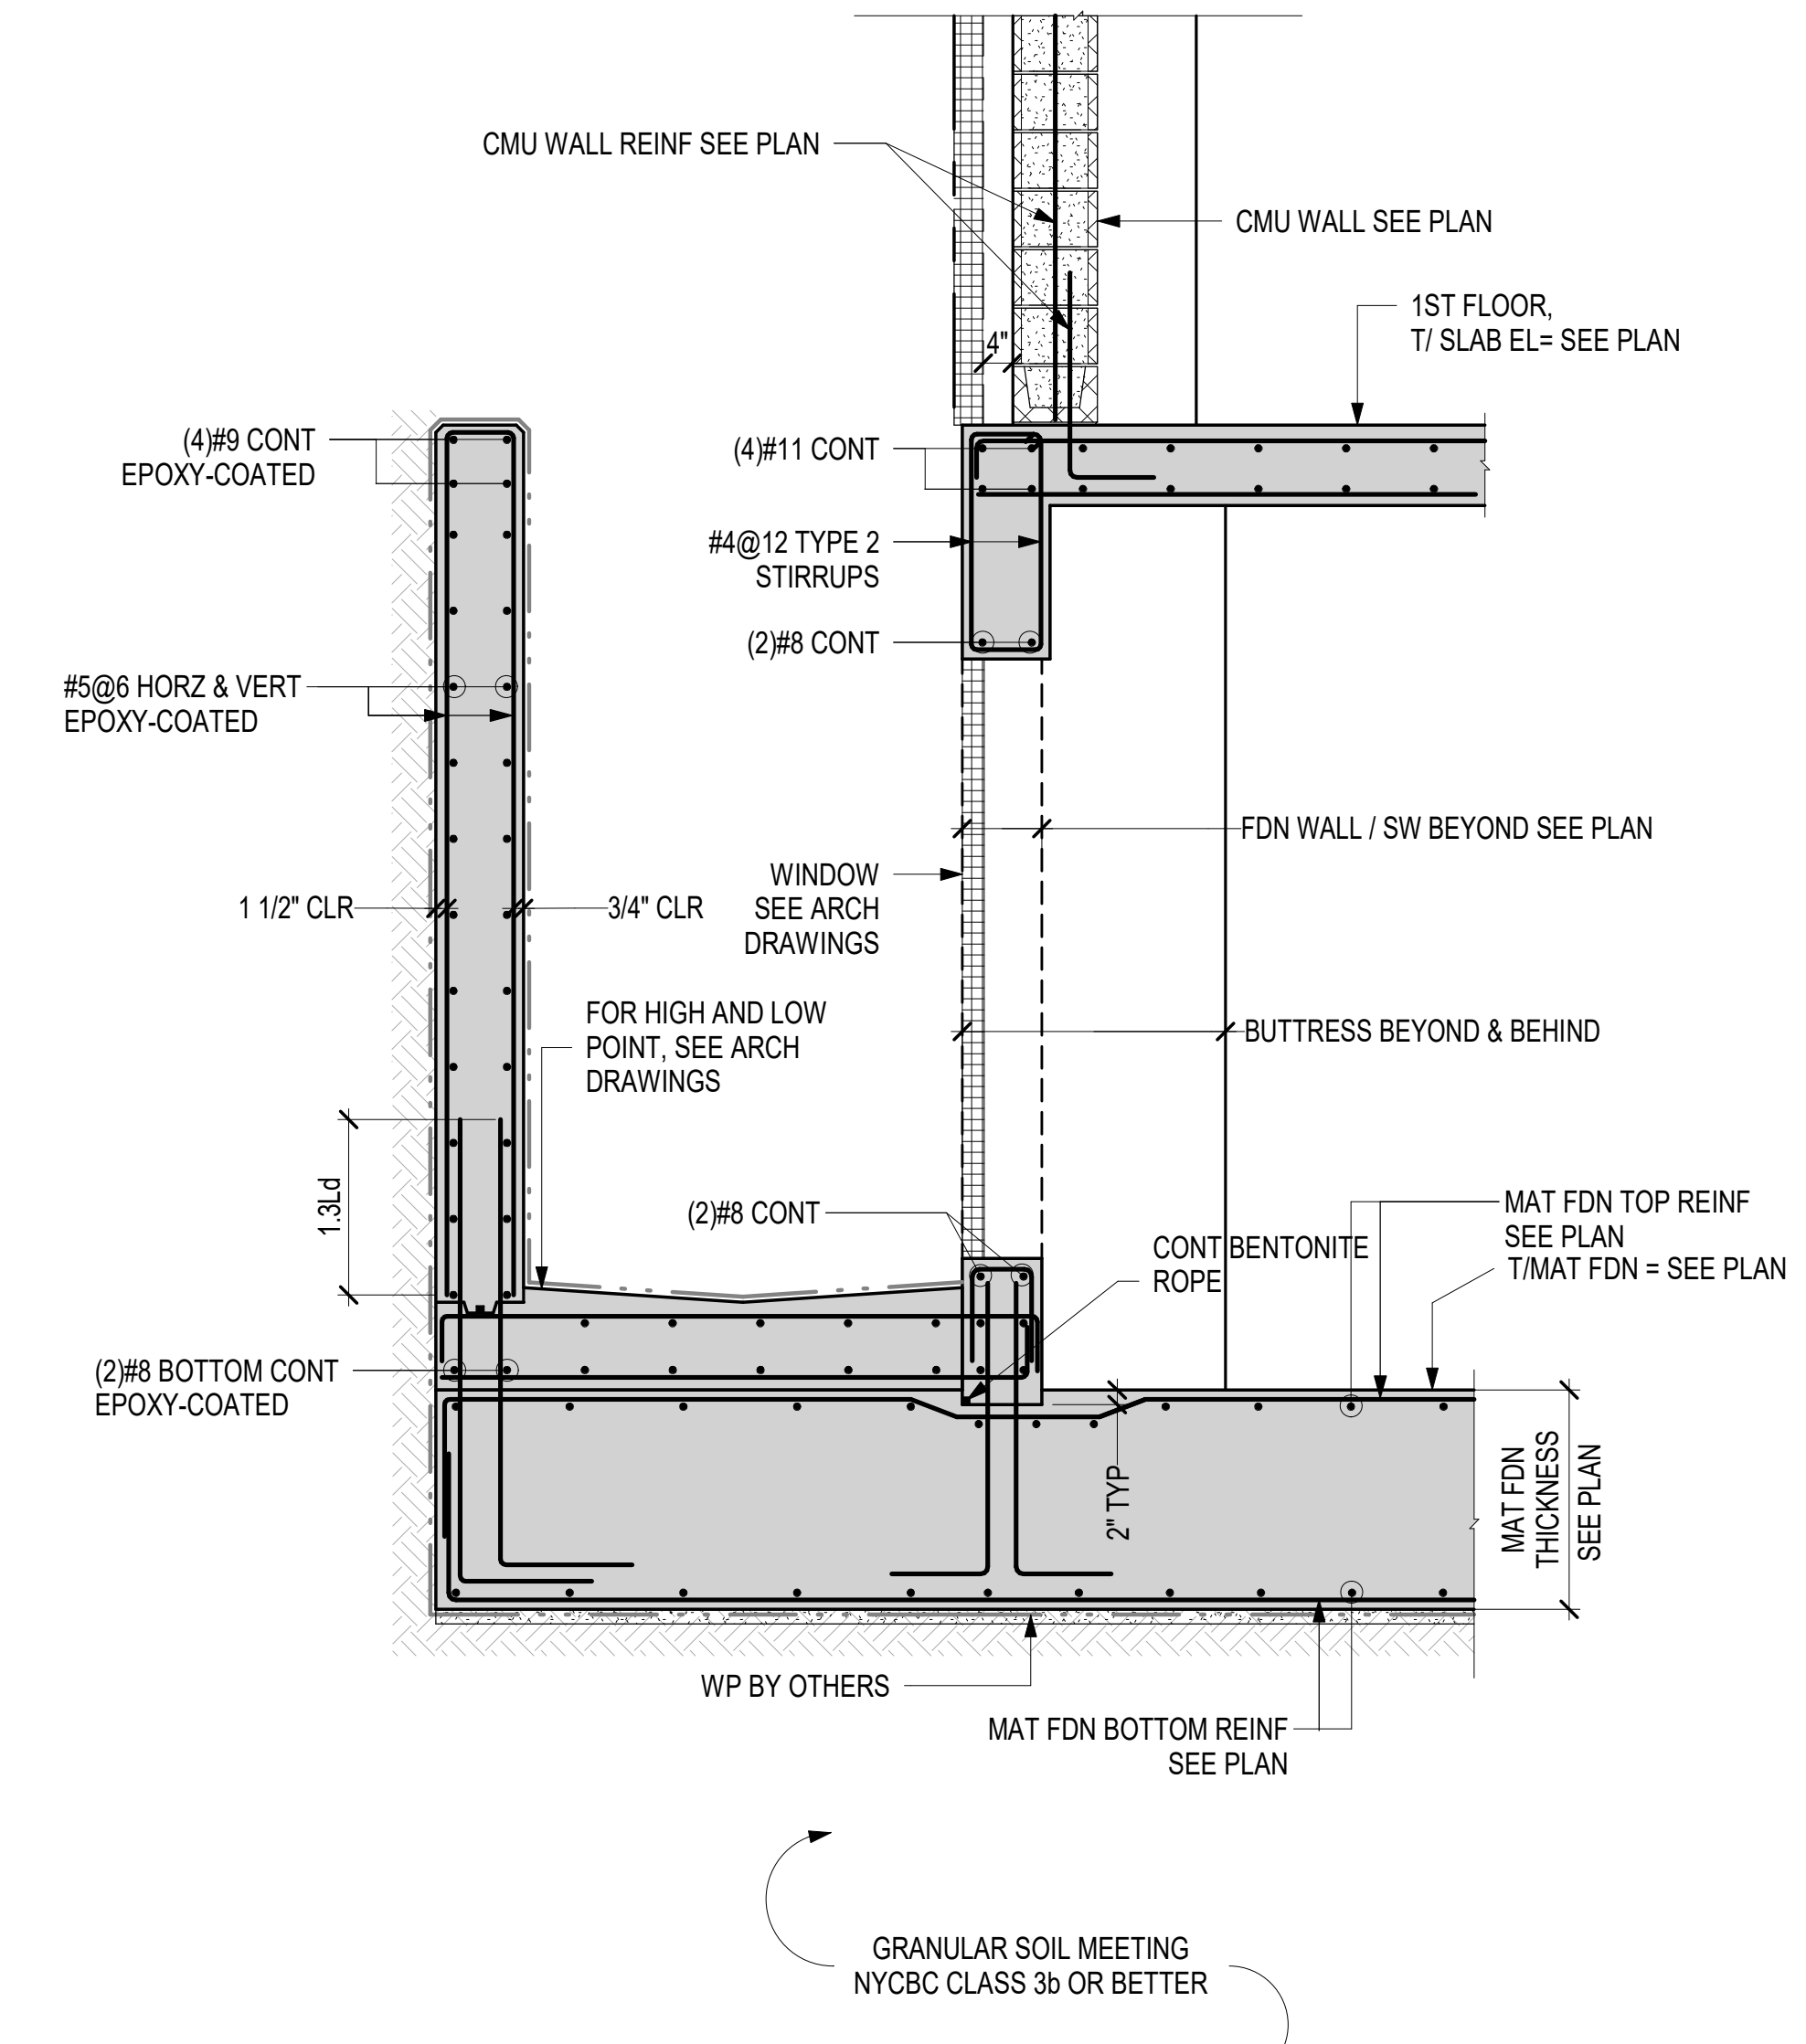 CMU WALL REINF SEE PLAN
CMU WALL SEE PLAN
1ST FLOOR,
T/ SLAB EL= SEE PLAN
4"
(4)#9 CONT
EPOXY-COATED
(4)#11 CONT
#4@12 TYPE 2
STIRRUPS
(2)#8 CONT
#5@6 HORZ & VERT
EPOXY-COATED
FDN WALL / SW BEYOND SEE PLAN
WINDOW
SEE ARCH
DRAWINGS
1 1/2" CLR
3/4" CLR
FOR HIGH AND LOW
POINT, SEE ARCH
DRAWINGS
BUTTRESS BEYOND & BEHIND
1.3Ld
(2)#8 CONT
CONT BENTONITE
ROPE
MAT FDN TOP REINF
SEE PLAN
T/MAT FDN = SEE PLAN
(2)#8 BOTTOM CONT
EPOXY-COATED
2" TYP
MAT FDN
THICKNESS
SEE PLAN
WP BY OTHERS
MAT FDN BOTTOM REINF
SEE PLAN
GRANULAR SOIL MEETING
NYCBC CLASS 3b OR BETTER